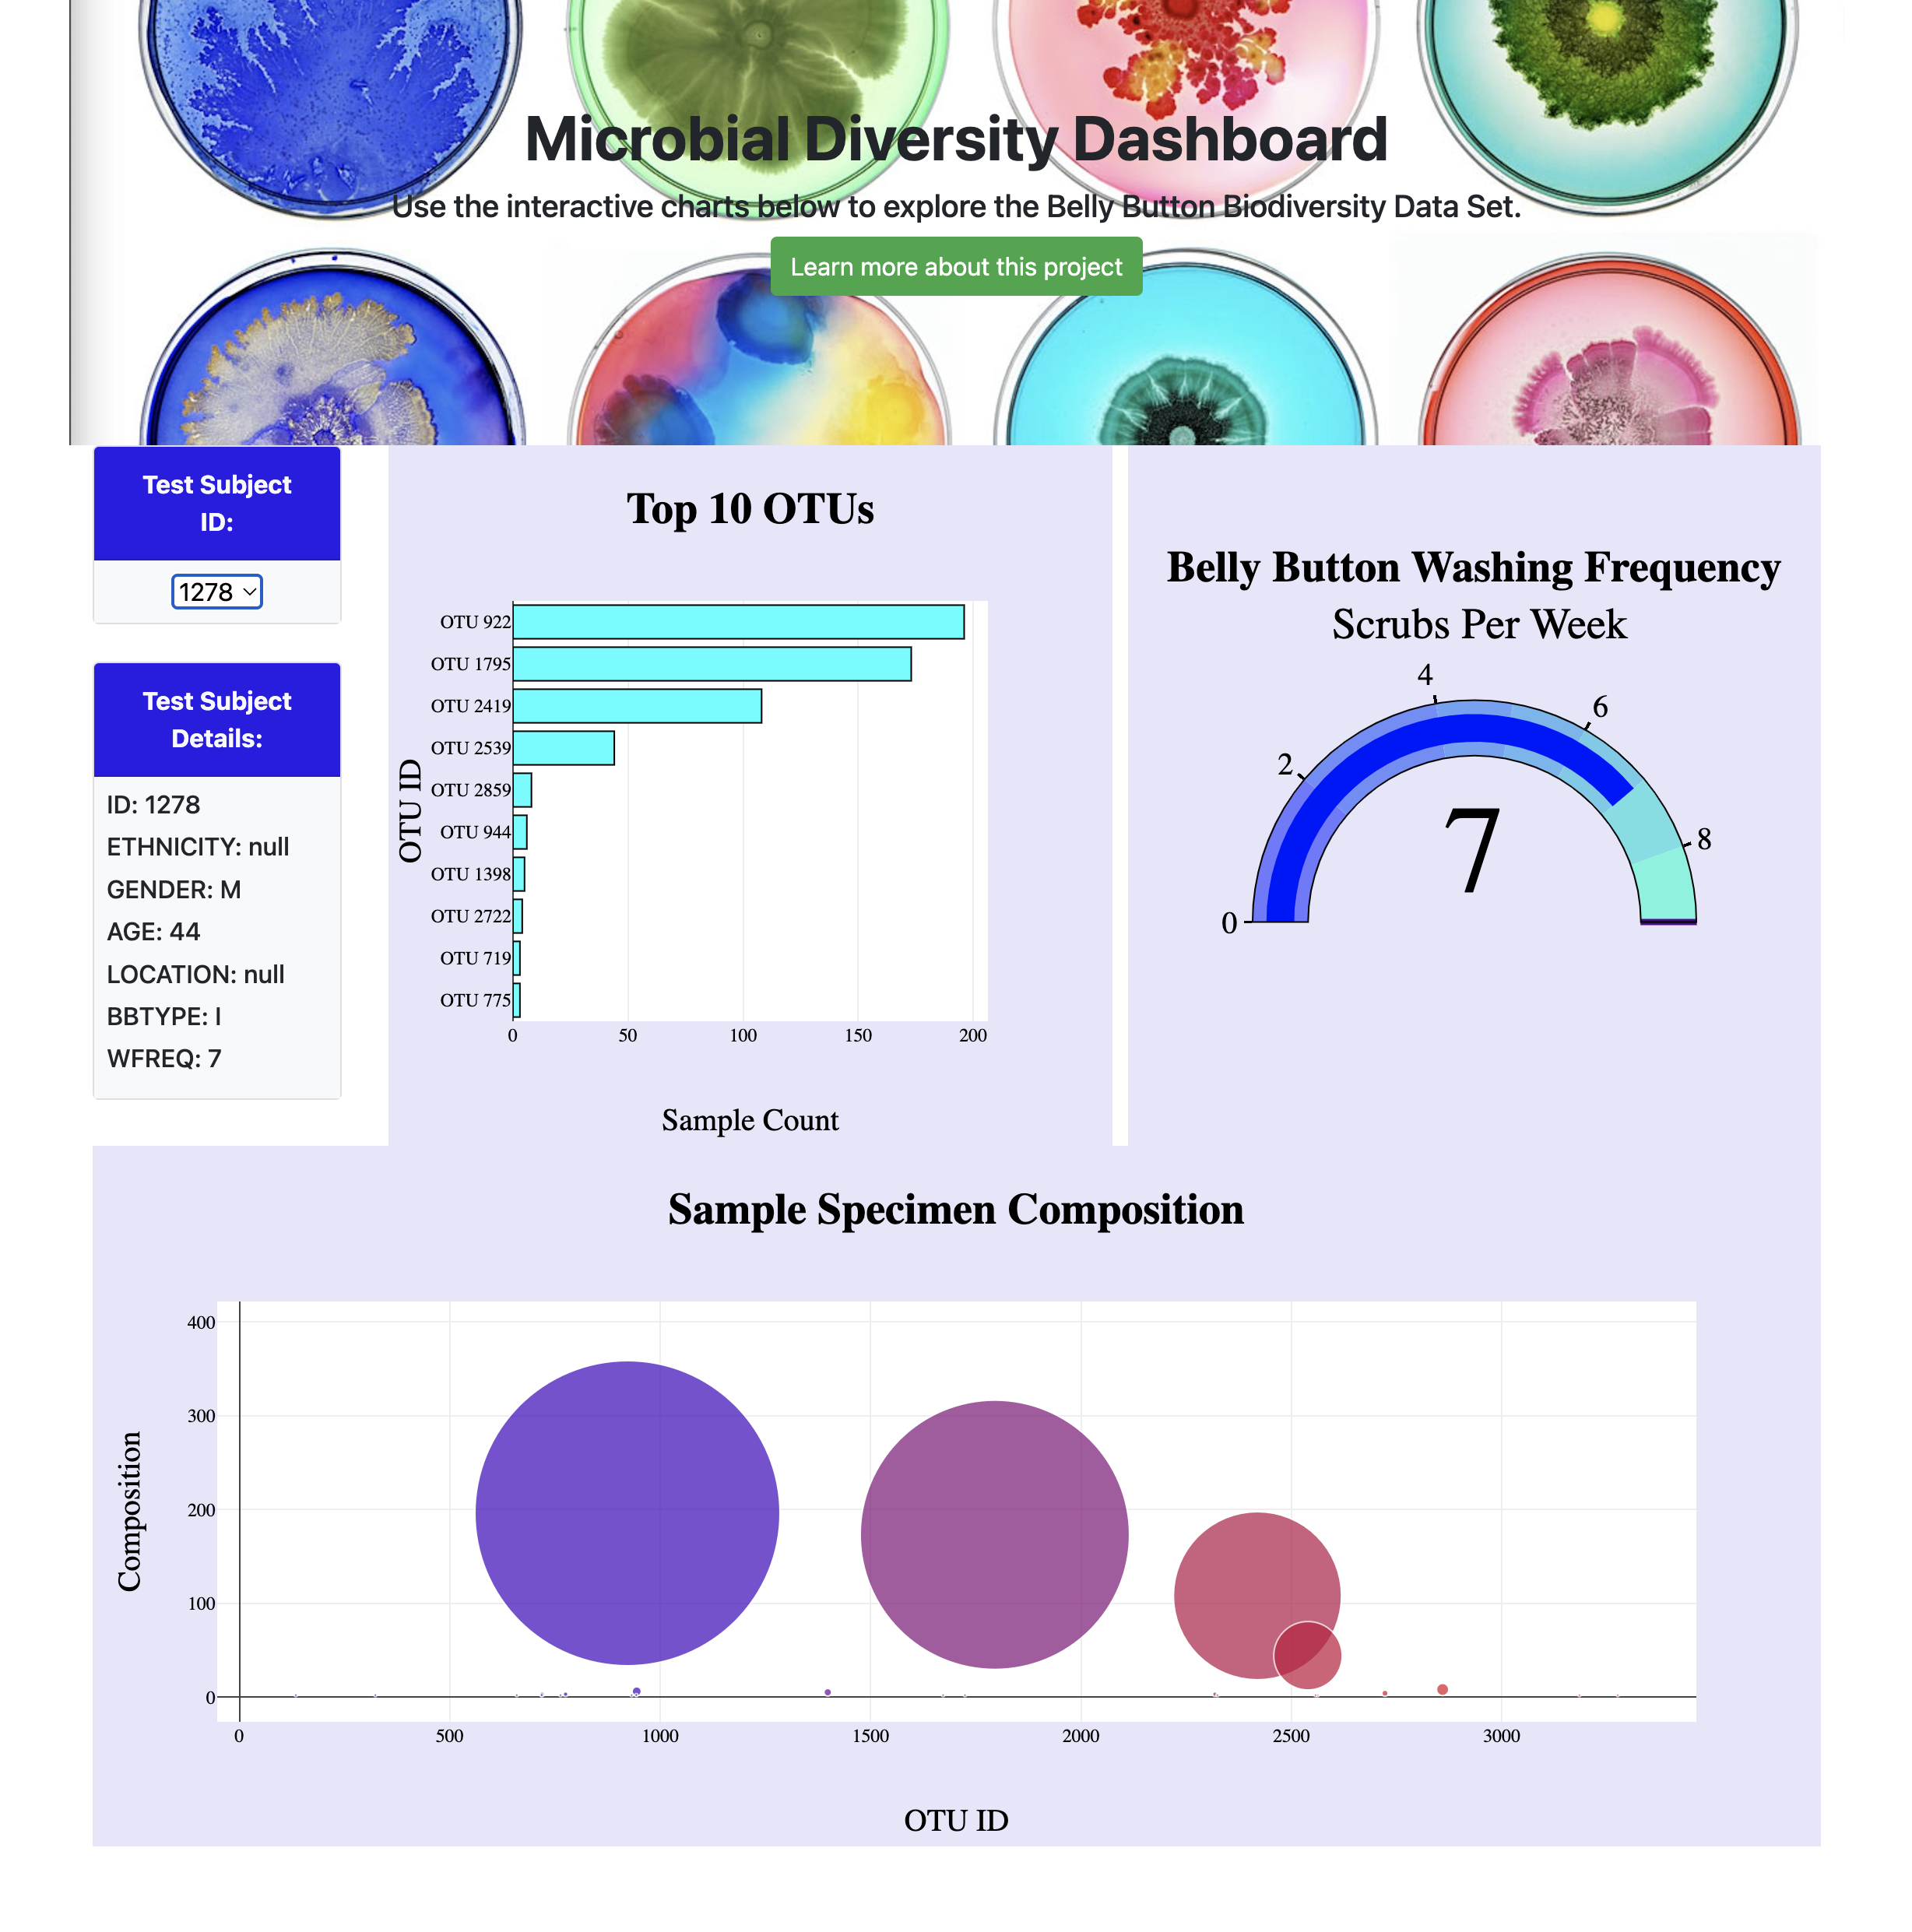 Microbial Diversity Dashboard
Use the interactive charts below to explore the Belly Button Biodiversity Data Set.
Learn more about this project
Test Subject
ID:
1278
Test Subject
Details:
ID: 1278
ETHNICITY: null
GENDER: M
AGE: 44
LOCATION: null
BBTYPE: I
WFREQ: 7
Top 10 OTUs
OTU ID
OTU 922
OTU 1795
OTU 2419
OTU 2539
OTU 2859
OTU 944
OTU 1398
OTU 2722
OTU 719
OTU 775
0 50 100 150 200
Sample Count
Belly Button Washing Frequency
Scrubs Per Week
0 2 4 6 8
7
Sample Specimen Composition
Composition
400
300
200
100
0
0 500 1000 1500 2000 2500 3000
OTU ID